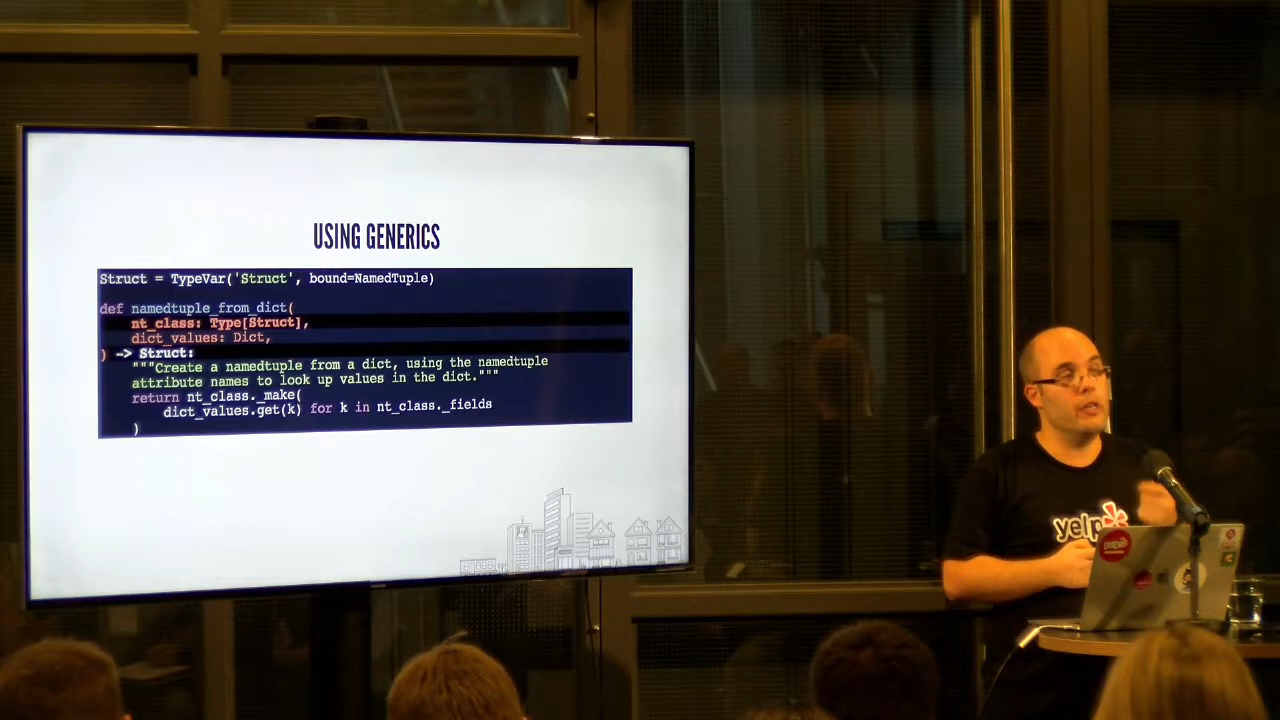 USING GENERICS
Struct = TypeVar('Struct', bound=NamedTuple)
def namedtuple_from_dict(
nt_class: Type[Struct],
dict_values: Dict,
) -> Struct:
"""Create a namedtuple from a dict, using the namedtuple
attribute names to look up values in the dict."""
return nt_class._make(
dict_values.get(k) for k in nt_class._fields
)
yelp